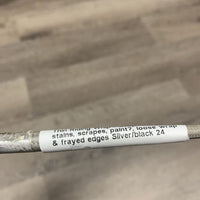 stains, scrapes, paint?, loose wrap
& frayed edges Silver/black 24